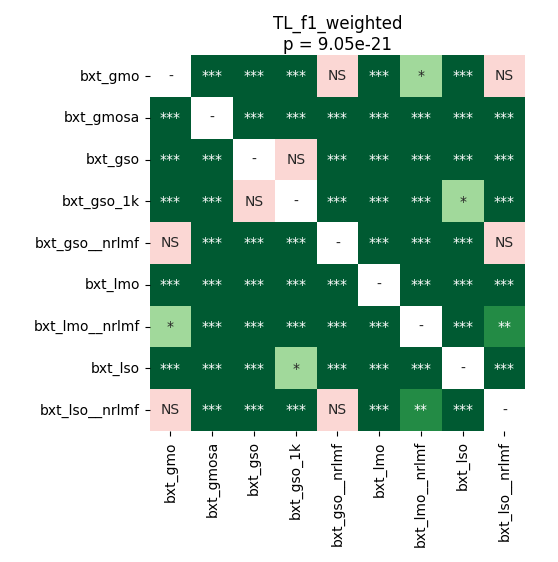 TL_f1_weighted
p = 9.05e-21
bxt_gmo - *** *** *** NS *** * *** NS
bxt_gmosa *** - *** *** *** *** *** *** ***
bxt_gso *** *** - NS *** *** *** *** ***
bxt_gso_1k *** *** NS - *** *** *** * ***
bxt_gso__nrlmf NS *** *** *** - *** *** *** NS
bxt_lmo *** *** *** *** *** - *** *** ***
bxt_lmo__nrlmf * *** *** *** *** *** - *** **
bxt_lso *** *** *** * *** *** *** - ***
bxt_lso__nrlmf NS *** *** *** NS *** ** *** -
bxt_gmo
bxt_gmosa
bxt_gso
bxt_gso_1k
bxt_gso__nrlmf
bxt_lmo
bxt_lmo__nrlmf
bxt_lso
bxt_lso__nrlmf